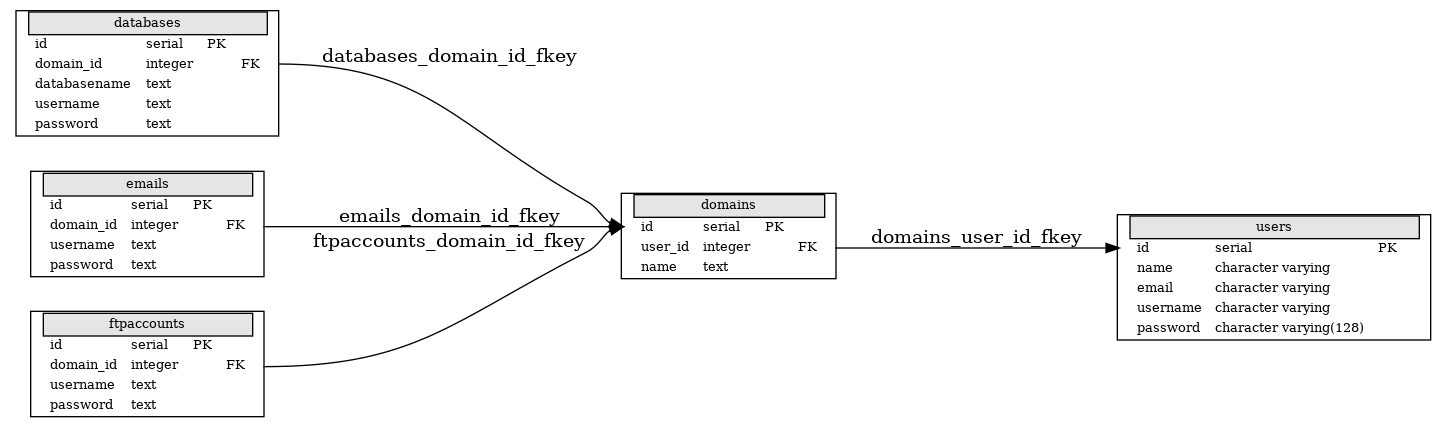 databases
id serial PK
domain_id integer FK
databasename text
username text
password text
databases_domain_id_fkey
emails
id serial PK
domain_id integer FK
username text
password text
emails_domain_id_fkey
ftpaccounts_domain_id_fkey
ftpaccounts
id serial PK
domain_id integer FK
username text
password text
domains
id serial PK
user_id integer FK
name text
domains_user_id_fkey
users
id serial PK
name character varying
email character varying
username character varying
password character varying(128)